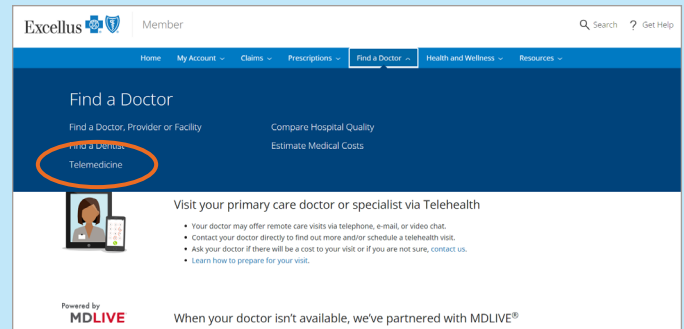 Excellus Member Search ? Get Help
Home My Account Claims Prescriptions Find a Doctor Health and Wellness Resources
Find a Doctor
Find a Doctor, Provider or Facility Compare Hospital Quality
Find a Dentist Estimate Medical Costs
Telemedicine
Visit your primary care doctor or specialist via Telehealth
• Your doctor may offer remote care visits via telephone, e-mail, or video chat.
• Contact your doctor directly to find out more and/or schedule a telehealth visit.
• Ask your doctor if there will be a cost to your visit or if you are not sure, contact us.
• Learn how to prepare for your visit.
Powered by
MDLIVE
When your doctor isn't available, we've partnered with MDLIVE®